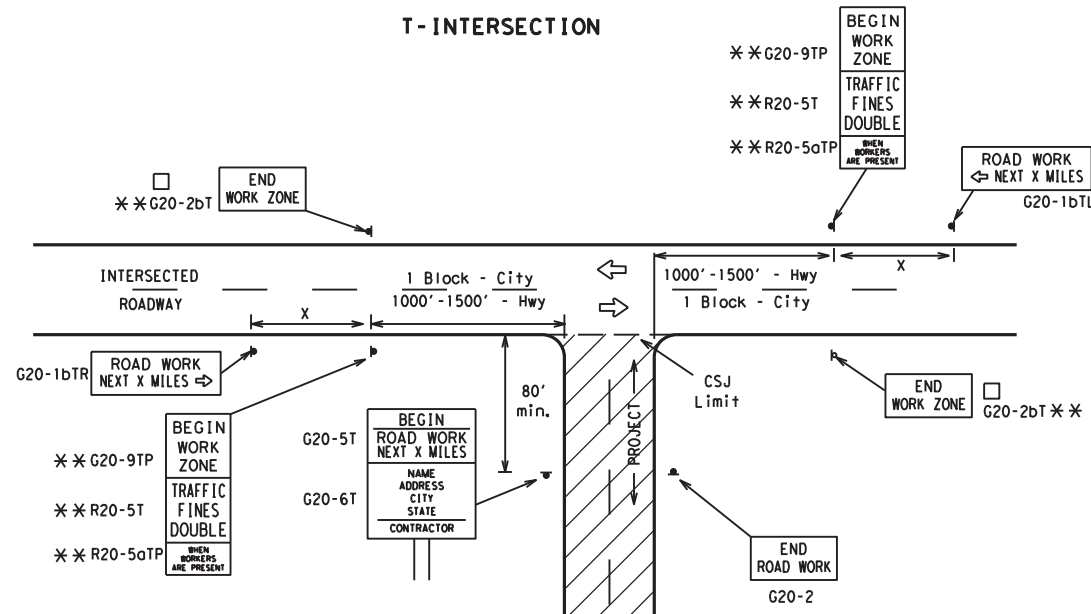 T-INTERSECTION
BEGIN
WORK
ZONE
TRAFFIC
FINES
DOUBLE
WHEN
WORKERS
ARE PRESENT
**G20-9TP
**R20-5T
**R20-5aTP
ROAD WORK
⇦ NEXT X MILES
G20-1bTL
END
WORK ZONE
□
**G20-2bT
INTERSECTED
ROADWAY
1 Block - City
1000'-1500' - Hwy
X
1000'-1500' - Hwy
1 Block - City
X
G20-1bTR
ROAD WORK
NEXT X MILES ⇨
80'
min.
PROJECT
CSJ
Limit
END
WORK ZONE
□
G20-2bT **
BEGIN
WORK
ZONE
TRAFFIC
FINES
DOUBLE
WHEN
WORKERS
ARE PRESENT
**G20-9TP
**R20-5T
**R20-5aTP
G20-5T
BEGIN
ROAD WORK
NEXT X MILES
G20-6T
NAME
ADDRESS
CITY
STATE
CONTRACTOR
END
ROAD WORK
G20-2